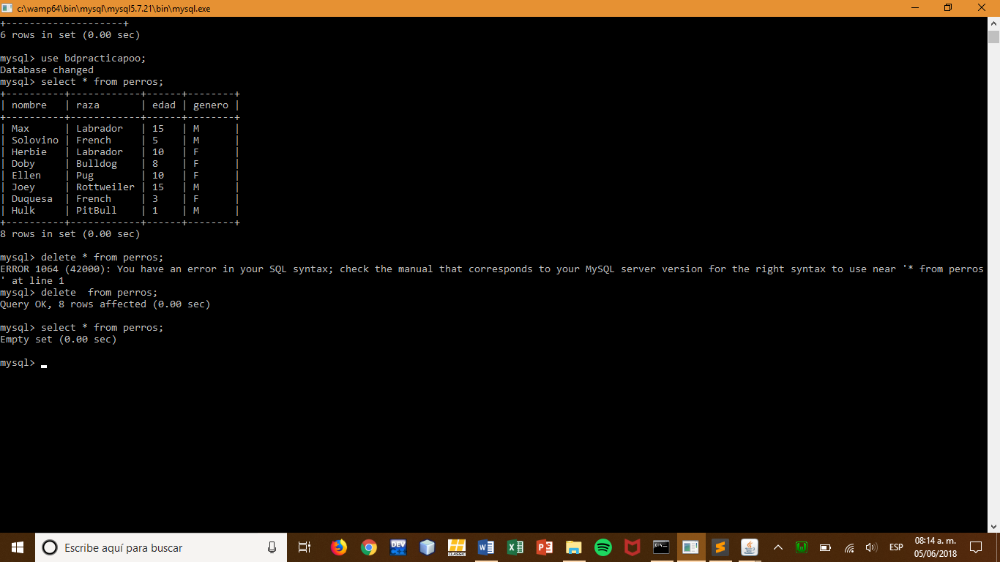 c:\wamp64\bin\mysql\mysql5.7.21\bin\mysql.exe
+--------------------+
6 rows in set (0.00 sec)
mysql> use bdpracticapoo;
Database changed
mysql> select * from perros;
+----------+------------+------+--------+
| nombre   | raza       | edad | genero |
+----------+------------+------+--------+
| Max      | Labrador   | 15   | M      |
| Solovino | French     | 5    | M      |
| Herbie   | Labrador   | 10   | F      |
| Doby     | Bulldog    | 8    | F      |
| Ellen    | Pug        | 10   | F      |
| Joey     | Rottweiler | 15   | M      |
| Duquesa  | French     | 3    | F      |
| Hulk     | PitBull    | 1    | M      |
+----------+------------+------+--------+
8 rows in set (0.00 sec)
mysql> delete * from perros;
ERROR 1064 (42000): You have an error in your SQL syntax; check the manual that corresponds to your MySQL server version for the right syntax to use near '* from perros
' at line 1
mysql> delete  from perros;
Query OK, 8 rows affected (0.00 sec)
mysql> select * from perros;
Empty set (0.00 sec)
mysql>
Escribe aquí para buscar
DEV
CLASSIC
ESP
08:14 a. m.
05/06/2018